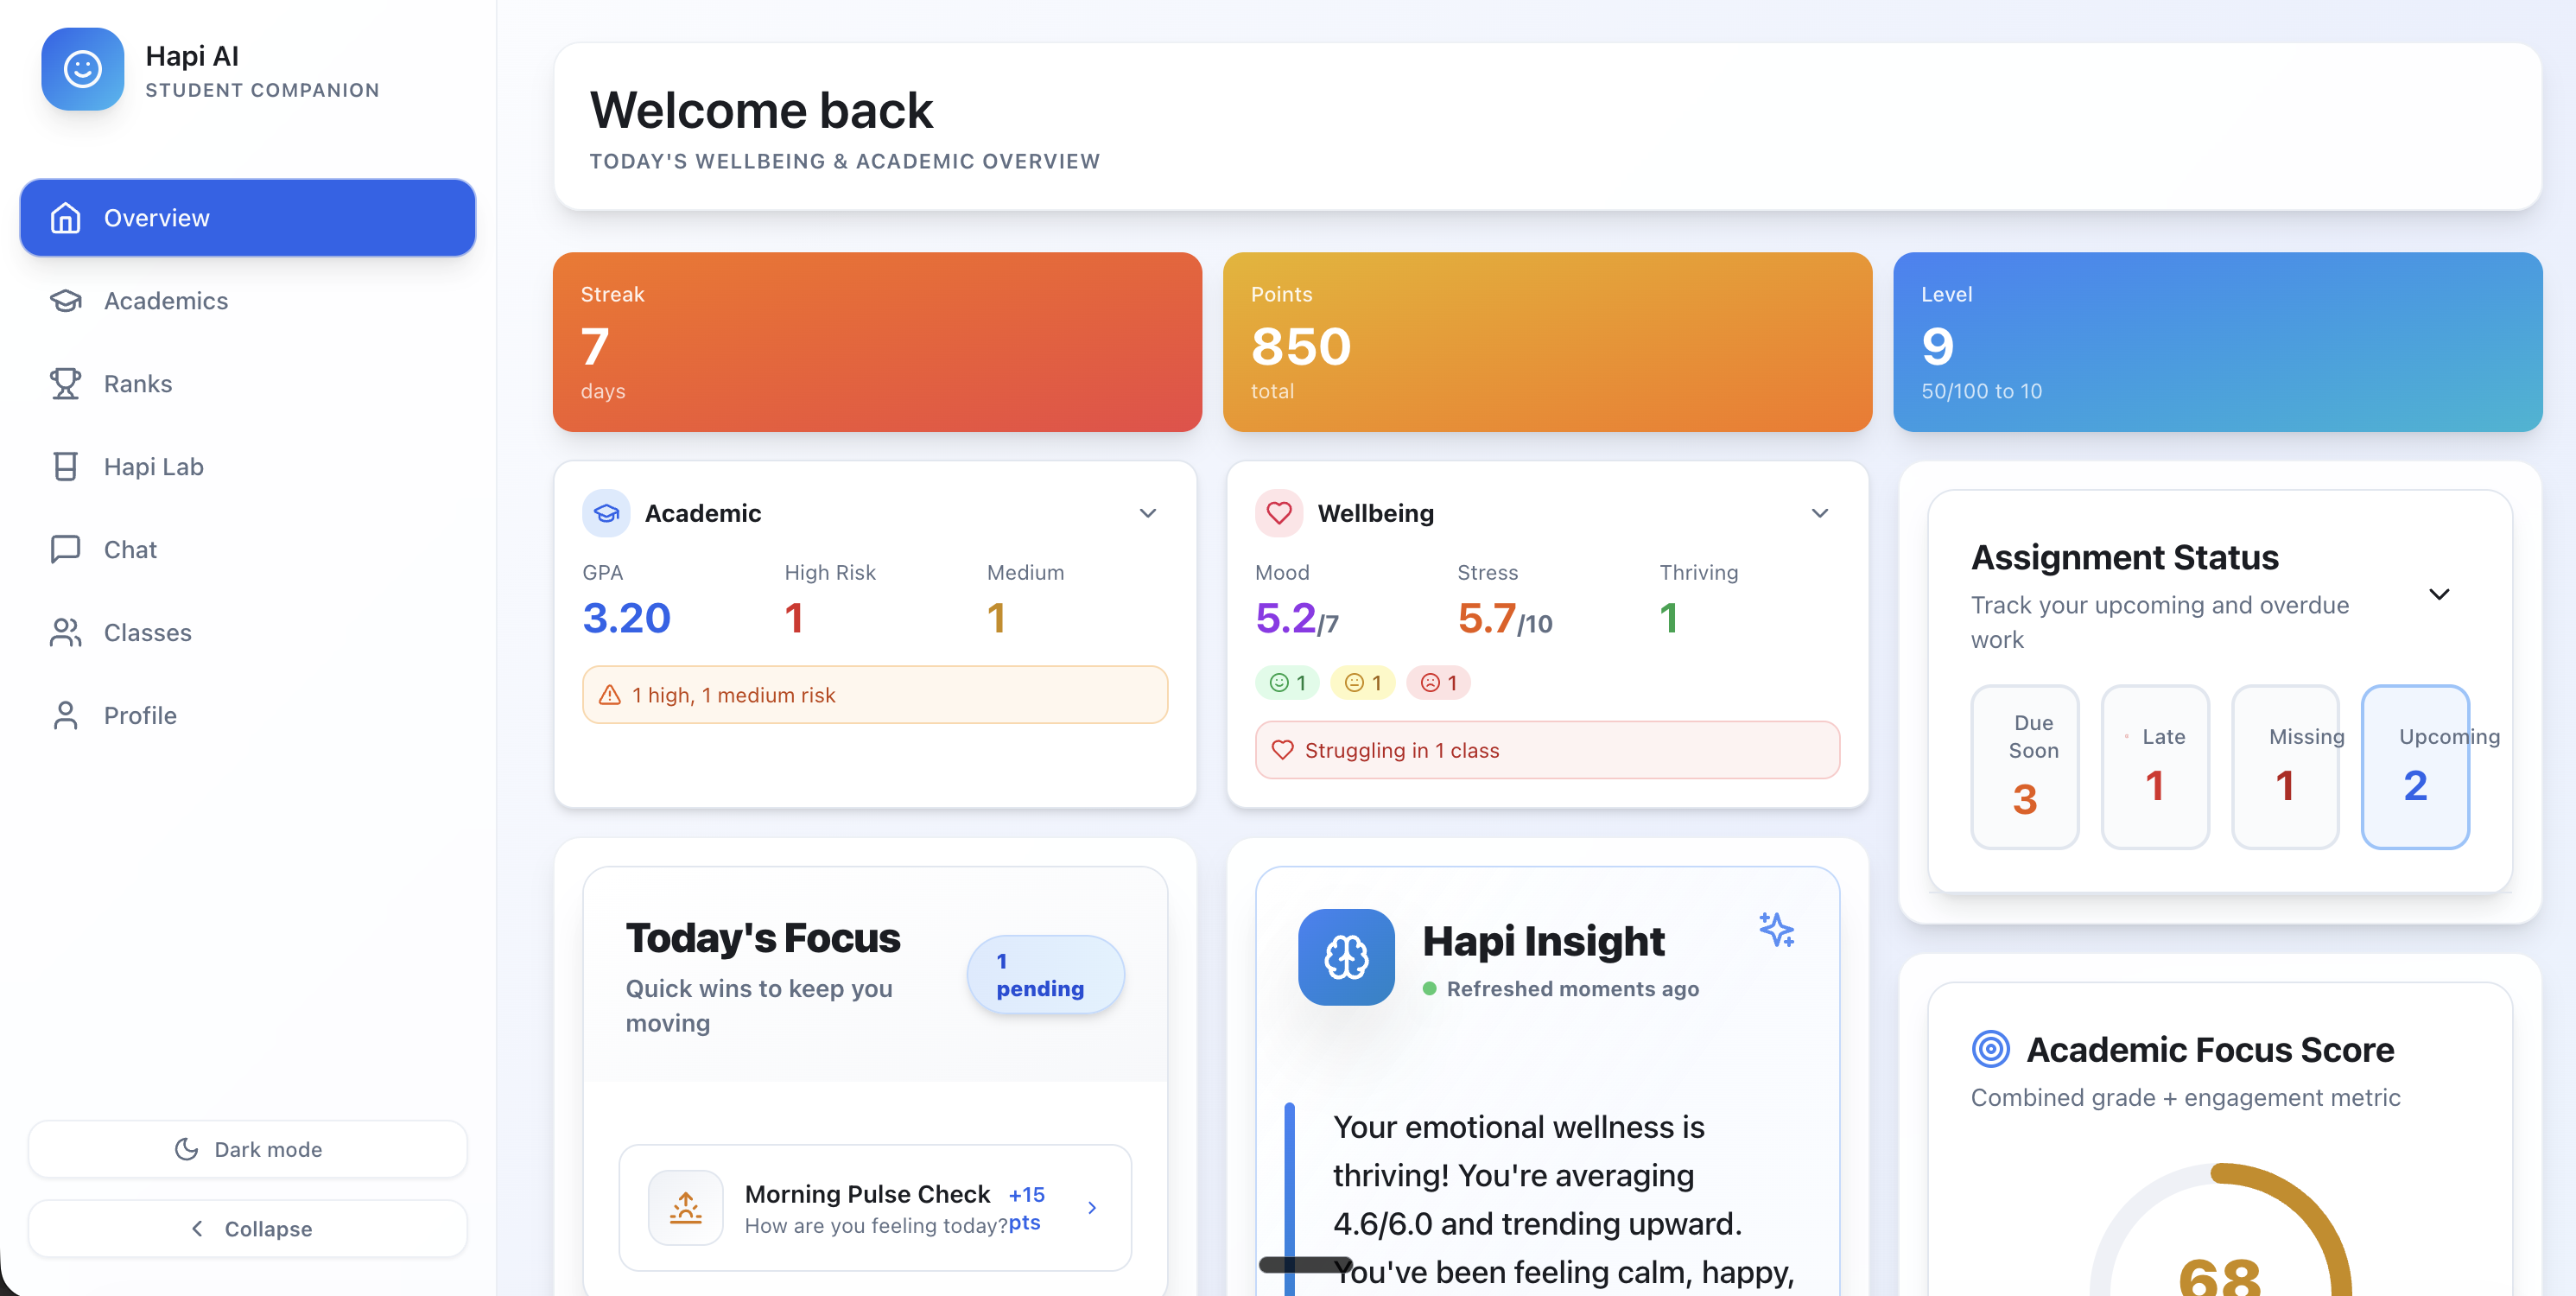 Hapi AI
STUDENT COMPANION
Overview
Academics
Ranks
Hapi Lab
Chat
Classes
Profile
Dark mode
Collapse
Welcome back
TODAY'S WELLBEING & ACADEMIC OVERVIEW
Streak
7
days
Points
850
total
Level
9
50/100 to 10
Academic
GPA
3.20
High Risk
1
Medium
1
1 high, 1 medium risk
Wellbeing
Mood
5.2/7
Stress
5.7/10
Thriving
1
1
1
1
Struggling in 1 class
Assignment Status
Track your upcoming and overdue
work
Due
Soon
3
Late
1
Missing
1
Upcoming
2
Today's Focus
Quick wins to keep you
moving
1
pending
Morning Pulse Check
How are you feeling today?
+15
pts
Hapi Insight
Refreshed moments ago
Your emotional wellness is
thriving! You're averaging
4.6/6.0 and trending upward.
You've been feeling calm, happy,
Academic Focus Score
Combined grade + engagement metric
68